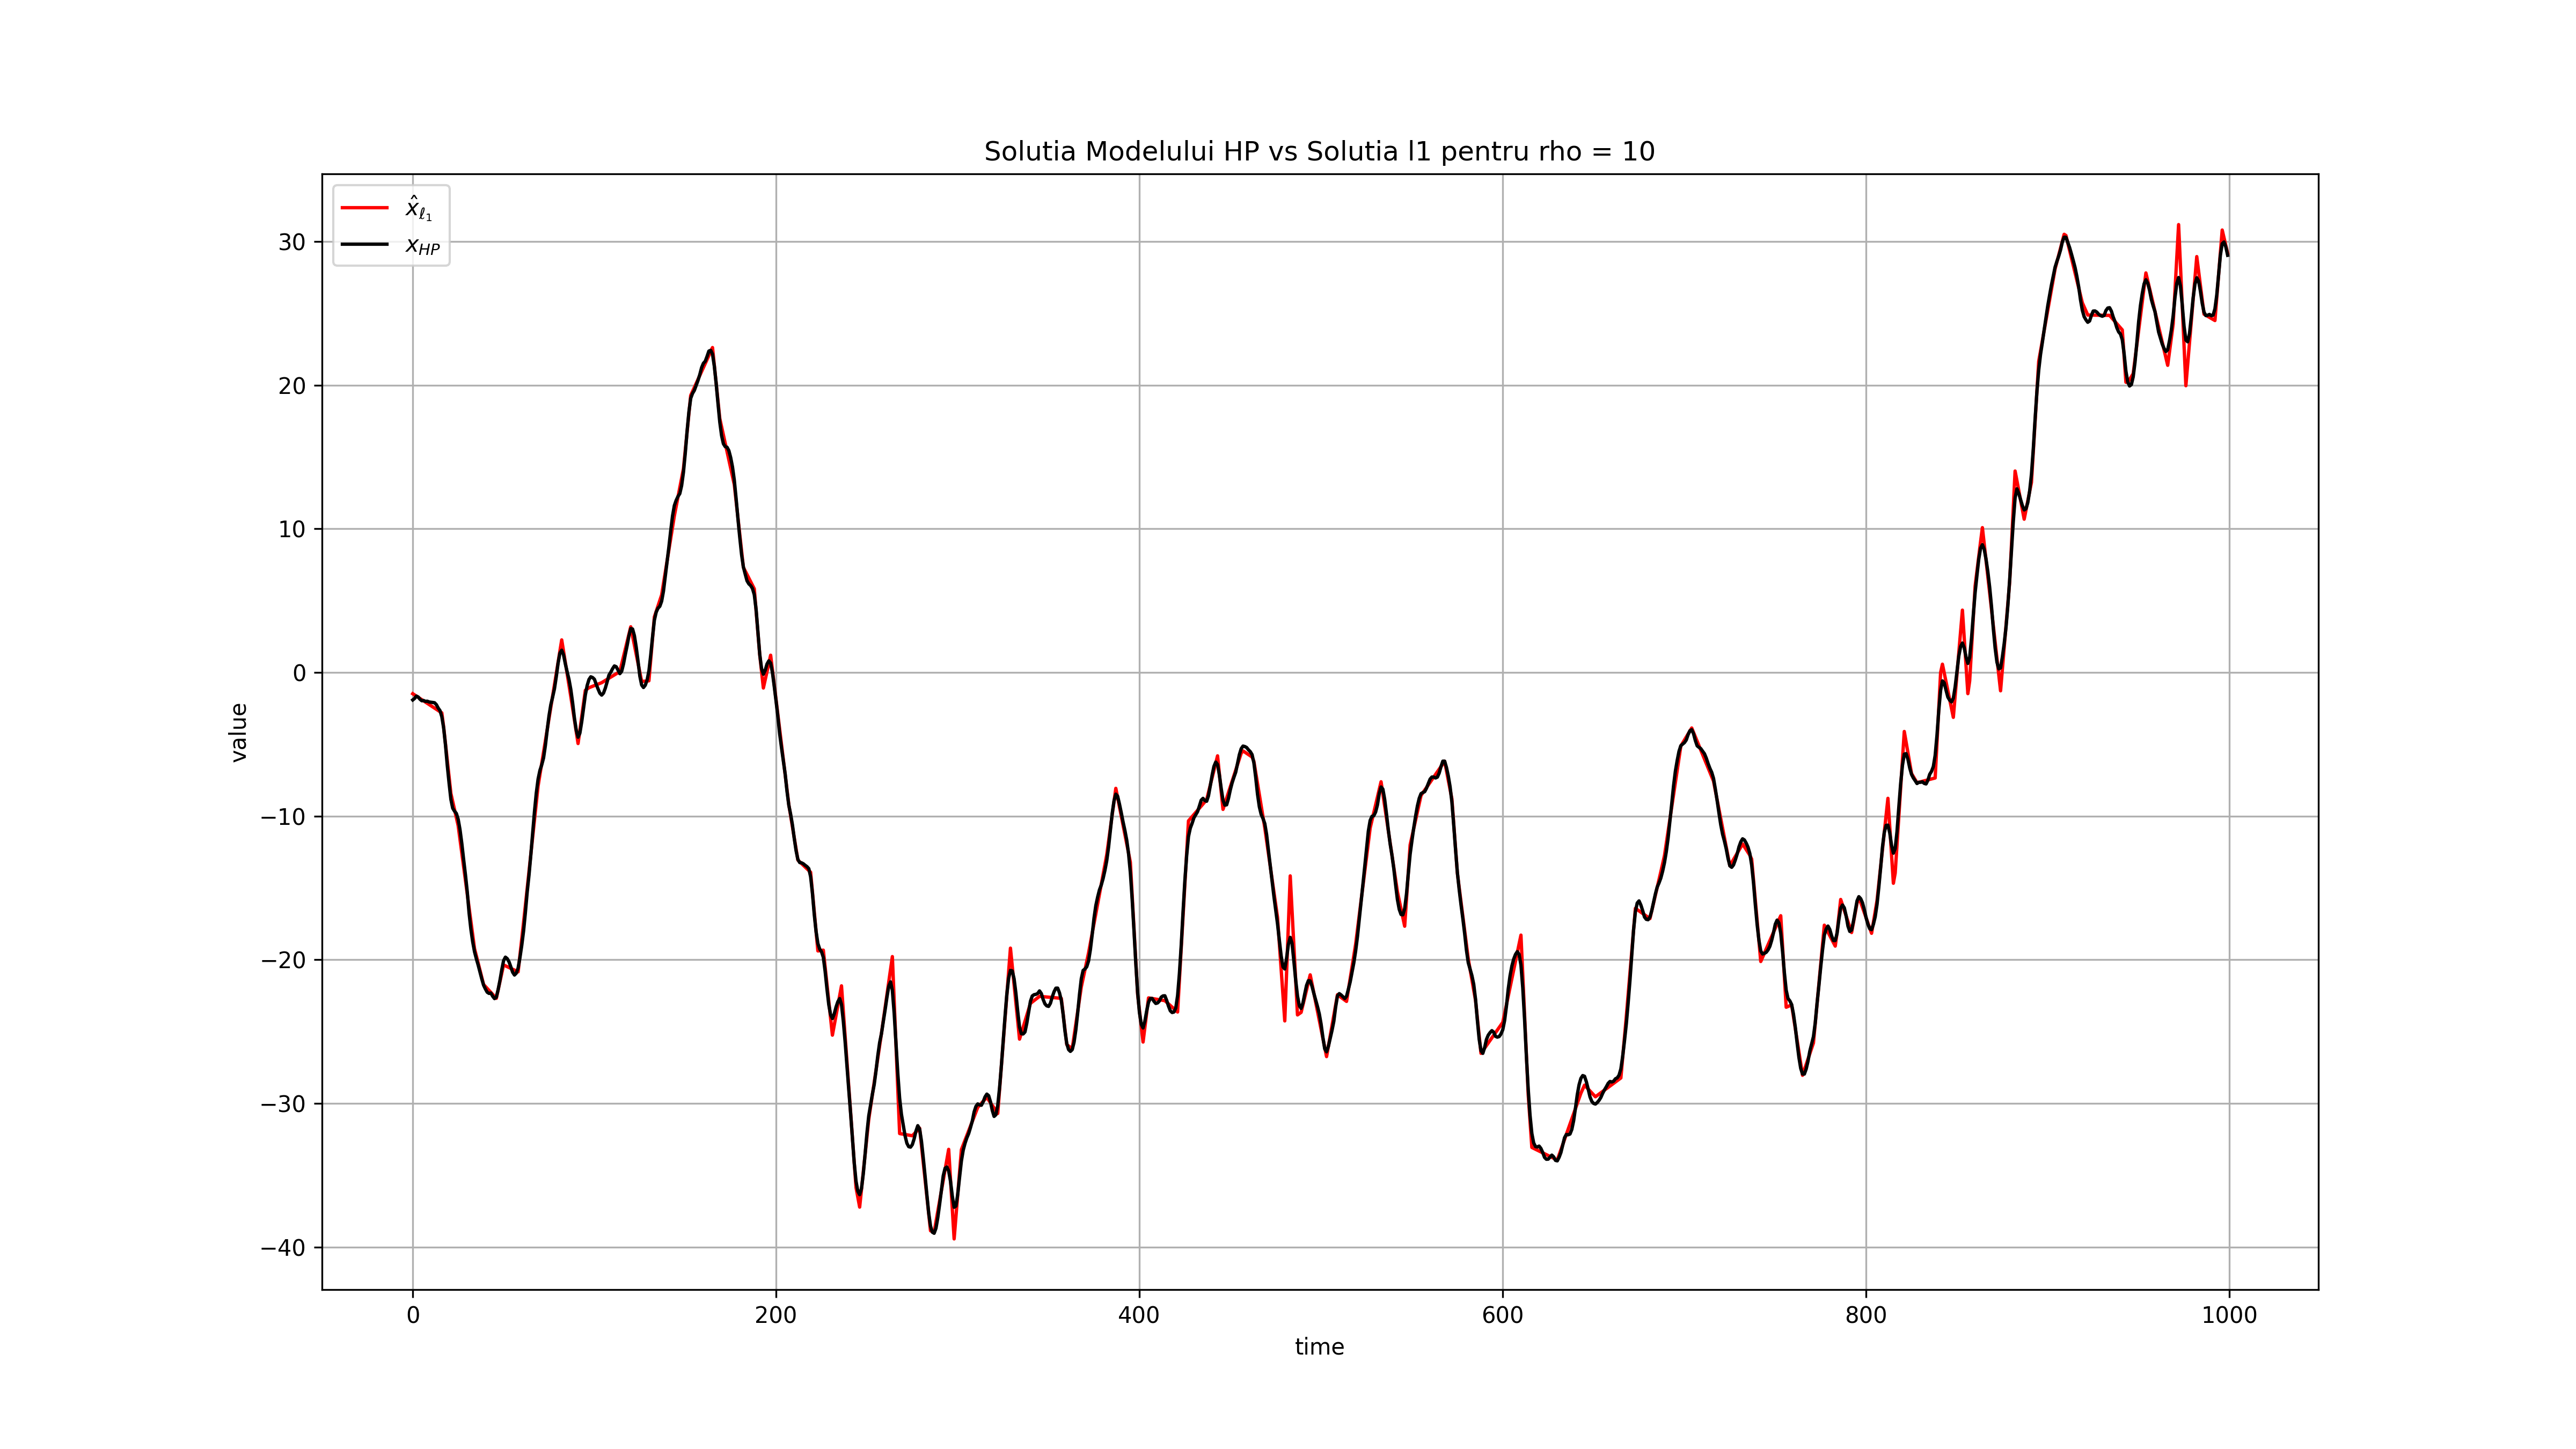 Solutia Modelului HP vs Solutia l1 pentru rho = 10
x̂ℓ₁
xHP
30
20
10
0
−10
−20
−30
−40
value
0 200 400 600 800 1000
time